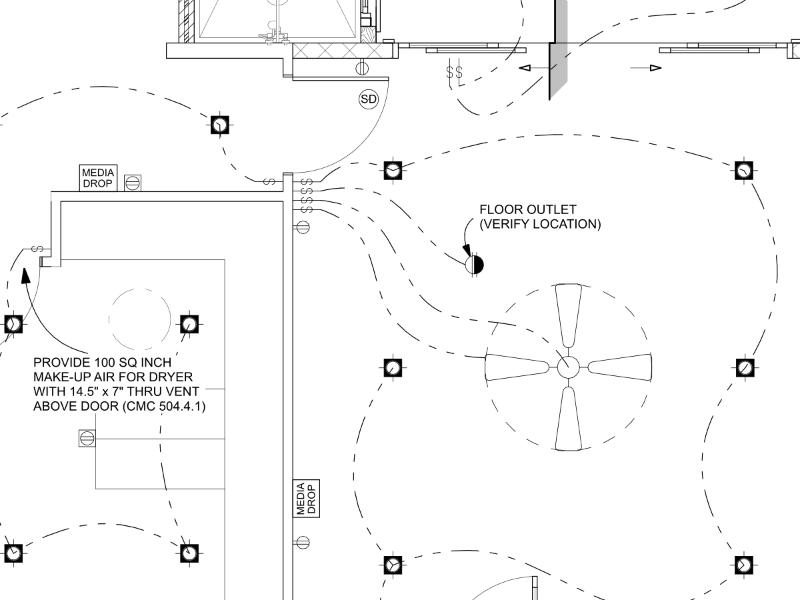 S S
SD
MEDIA
DROP
S
S
S
S
S
FLOOR OUTLET
(VERIFY LOCATION)
S
PROVIDE 100 SQ INCH
MAKE-UP AIR FOR DRYER
WITH 14.5" x 7" THRU VENT
ABOVE DOOR (CMC 504.4.1)
MEDIA
DROP